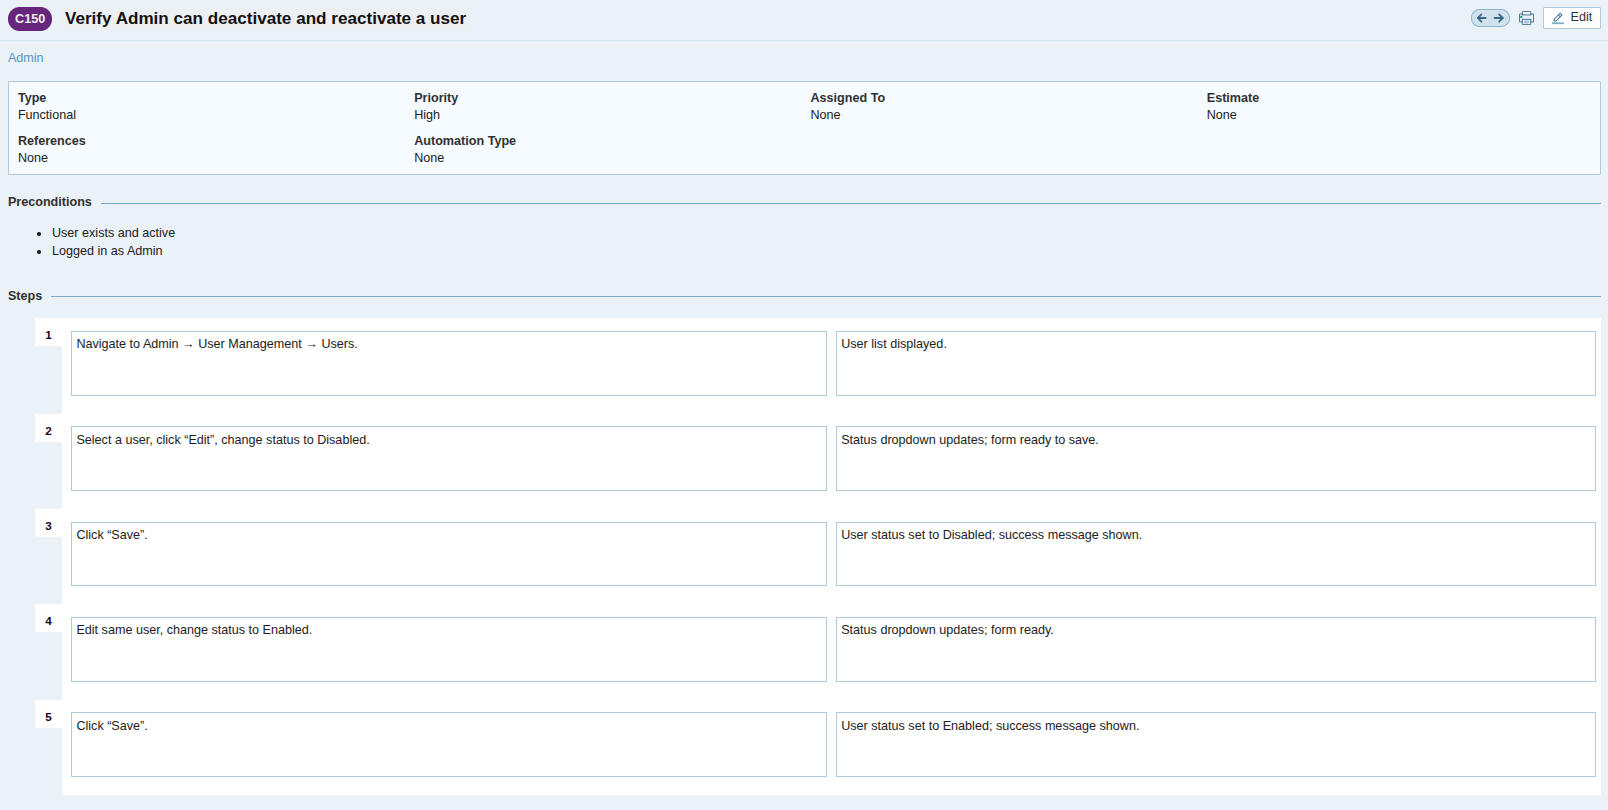 C150 Verify Admin can deactivate and reactivate a user
Edit
Admin
Type Priority Assigned To Estimate
Functional High None None
References Automation Type
None None
Preconditions
• User exists and active
• Logged in as Admin
Steps
1 Navigate to Admin → User Management → Users. User list displayed.
2 Select a user, click “Edit”, change status to Disabled. Status dropdown updates; form ready to save.
3 Click “Save”. User status set to Disabled; success message shown.
4 Edit same user, change status to Enabled. Status dropdown updates; form ready.
5 Click “Save”. User status set to Enabled; success message shown.